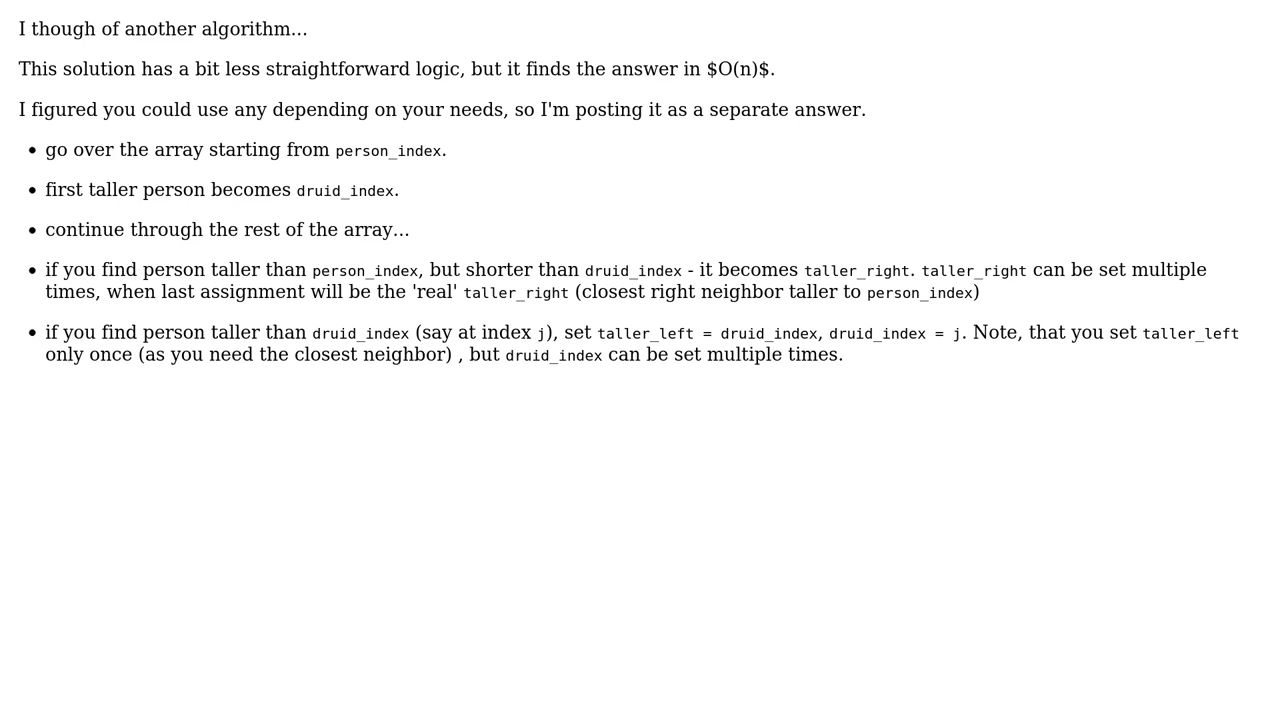 I though of another algorithm...
This solution has a bit less straightforward logic, but it finds the answer in $O(n)$.
I figured you could use any depending on your needs, so I'm posting it as a separate answer.
• go over the array starting from person_index.
• first taller person becomes druid_index.
• continue through the rest of the array...
• if you find person taller than person_index, but shorter than druid_index - it becomes taller_right. taller_right can be set multiple
times, when last assignment will be the 'real' taller_right (closest right neighbor taller to person_index)
• if you find person taller than druid_index (say at index j), set taller_left = druid_index, druid_index = j. Note, that you set taller_left
only once (as you need the closest neighbor) , but druid_index can be set multiple times.